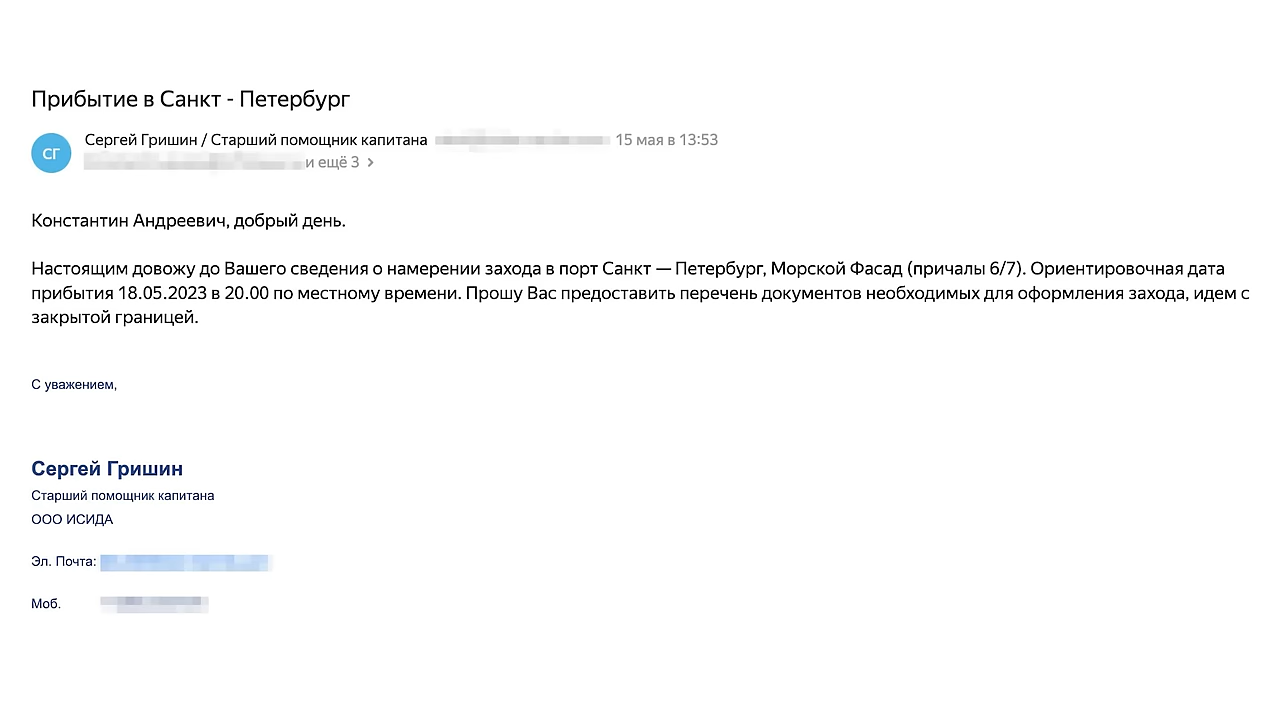 Прибытие в Санкт - Петербург
Сергей Гришин / Старший помощник капитана 15 мая в 13:53
СГ
и ещё 3 >
Константин Андреевич, добрый день.
Настоящим довожу до Вашего сведения о намерении захода в порт Санкт — Петербург, Морской Фасад (причалы 6/7). Ориентировочная дата
прибытия 18.05.2023 в 20.00 по местному времени. Прошу Вас предоставить перечень документов необходимых для оформления захода, идем с
закрытой границей.
С уважением,
Сергей Гришин
Старший помощник капитана
ООО ИСИДА
Эл. Почта:
Моб.